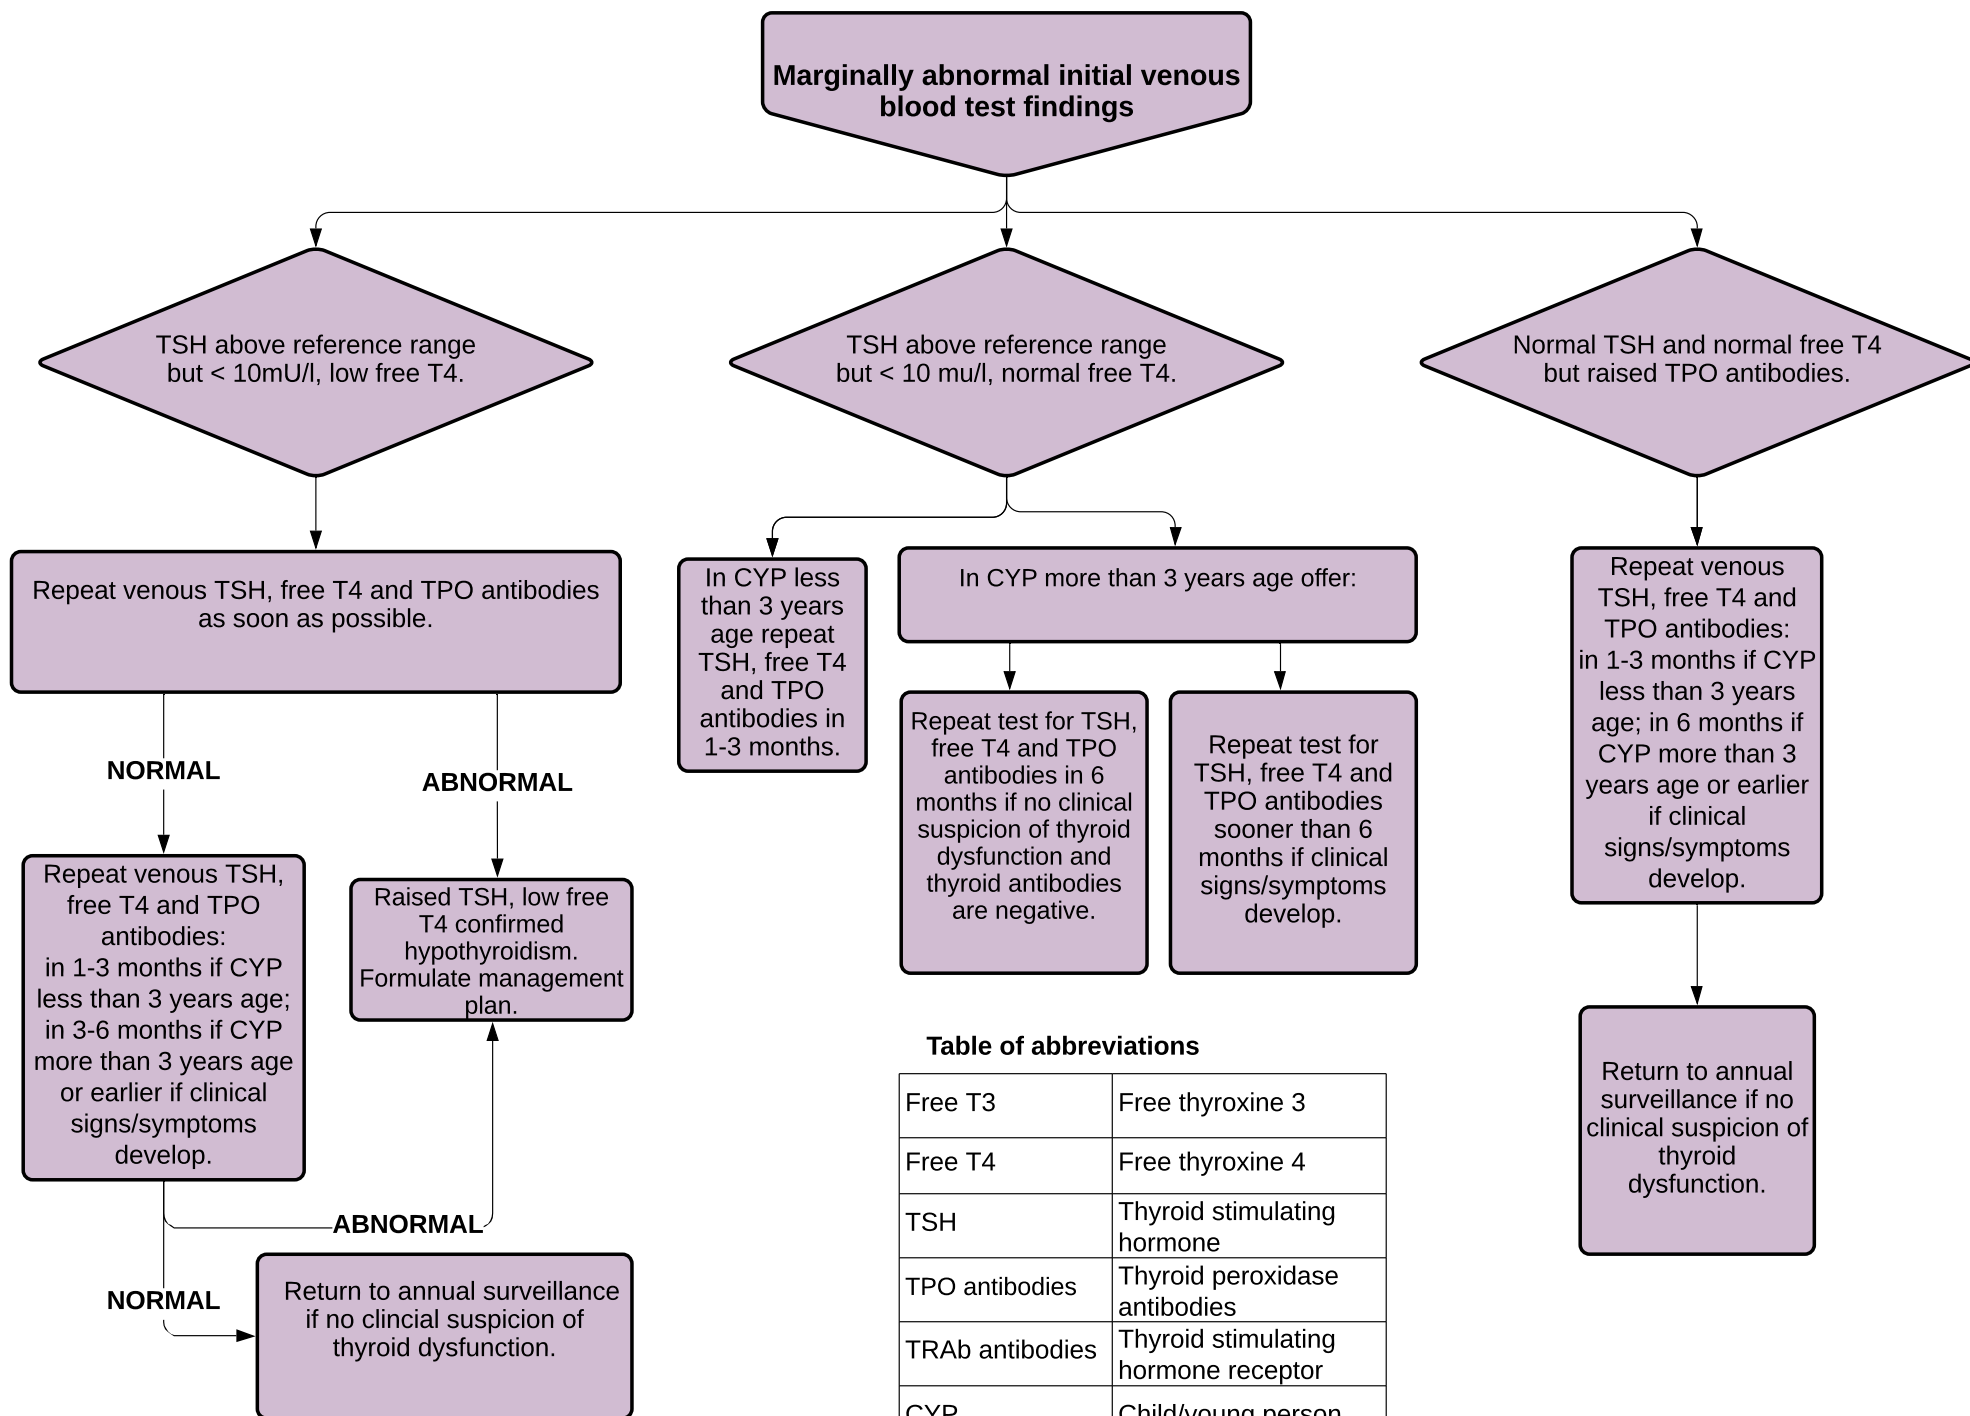 Marginally abnormal initial venous
blood test findings
TSH above reference range
but < 10mU/l, low free T4.
TSH above reference range
but < 10 mu/l, normal free T4.
Normal TSH and normal free T4
but raised TPO antibodies.
Repeat venous TSH, free T4 and TPO antibodies
as soon as possible.
In CYP less
than 3 years
age repeat
TSH, free T4
and TPO
antibodies in
1-3 months.
In CYP more than 3 years age offer:
Repeat test for TSH,
free T4 and TPO
antibodies in 6
months if no clinical
suspicion of thyroid
dysfunction and
thyroid antibodies
are negative.
Repeat test for
TSH, free T4 and
TPO antibodies
sooner than 6
months if clinical
signs/symptoms
develop.
Repeat venous
TSH, free T4 and
TPO antibodies:
in 1-3 months if CYP
less than 3 years
age; in 6 months if
CYP more than 3
years age or earlier
if clinical
signs/symptoms
develop.
NORMAL
ABNORMAL
Repeat venous TSH,
free T4 and TPO
antibodies:
in 1-3 months if CYP
less than 3 years age;
in 3-6 months if CYP
more than 3 years age
or earlier if clinical
signs/symptoms
develop.
Raised TSH, low free
T4 confirmed
hypothyroidism.
Formulate management
plan.
ABNORMAL
NORMAL
Return to annual surveillance
if no clincial suspicion of
thyroid dysfunction.
Return to annual
surveillance if no
clinical suspicion of
thyroid
dysfunction.
Table of abbreviations
Free T3 Free thyroxine 3
Free T4 Free thyroxine 4
TSH Thyroid stimulating
hormone
TPO antibodies Thyroid peroxidase
antibodies
TRAb antibodies Thyroid stimulating
hormone receptor
CYP Child/young person